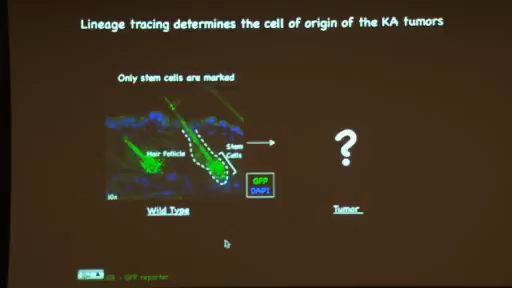 Lineage tracing determines the cell of origin of the KA tumors
Only stem cells are marked
Hair Follicle
Stem
Cells
GFP
DAPI
10x
Wild Type
?
Tumor
GFP reporter